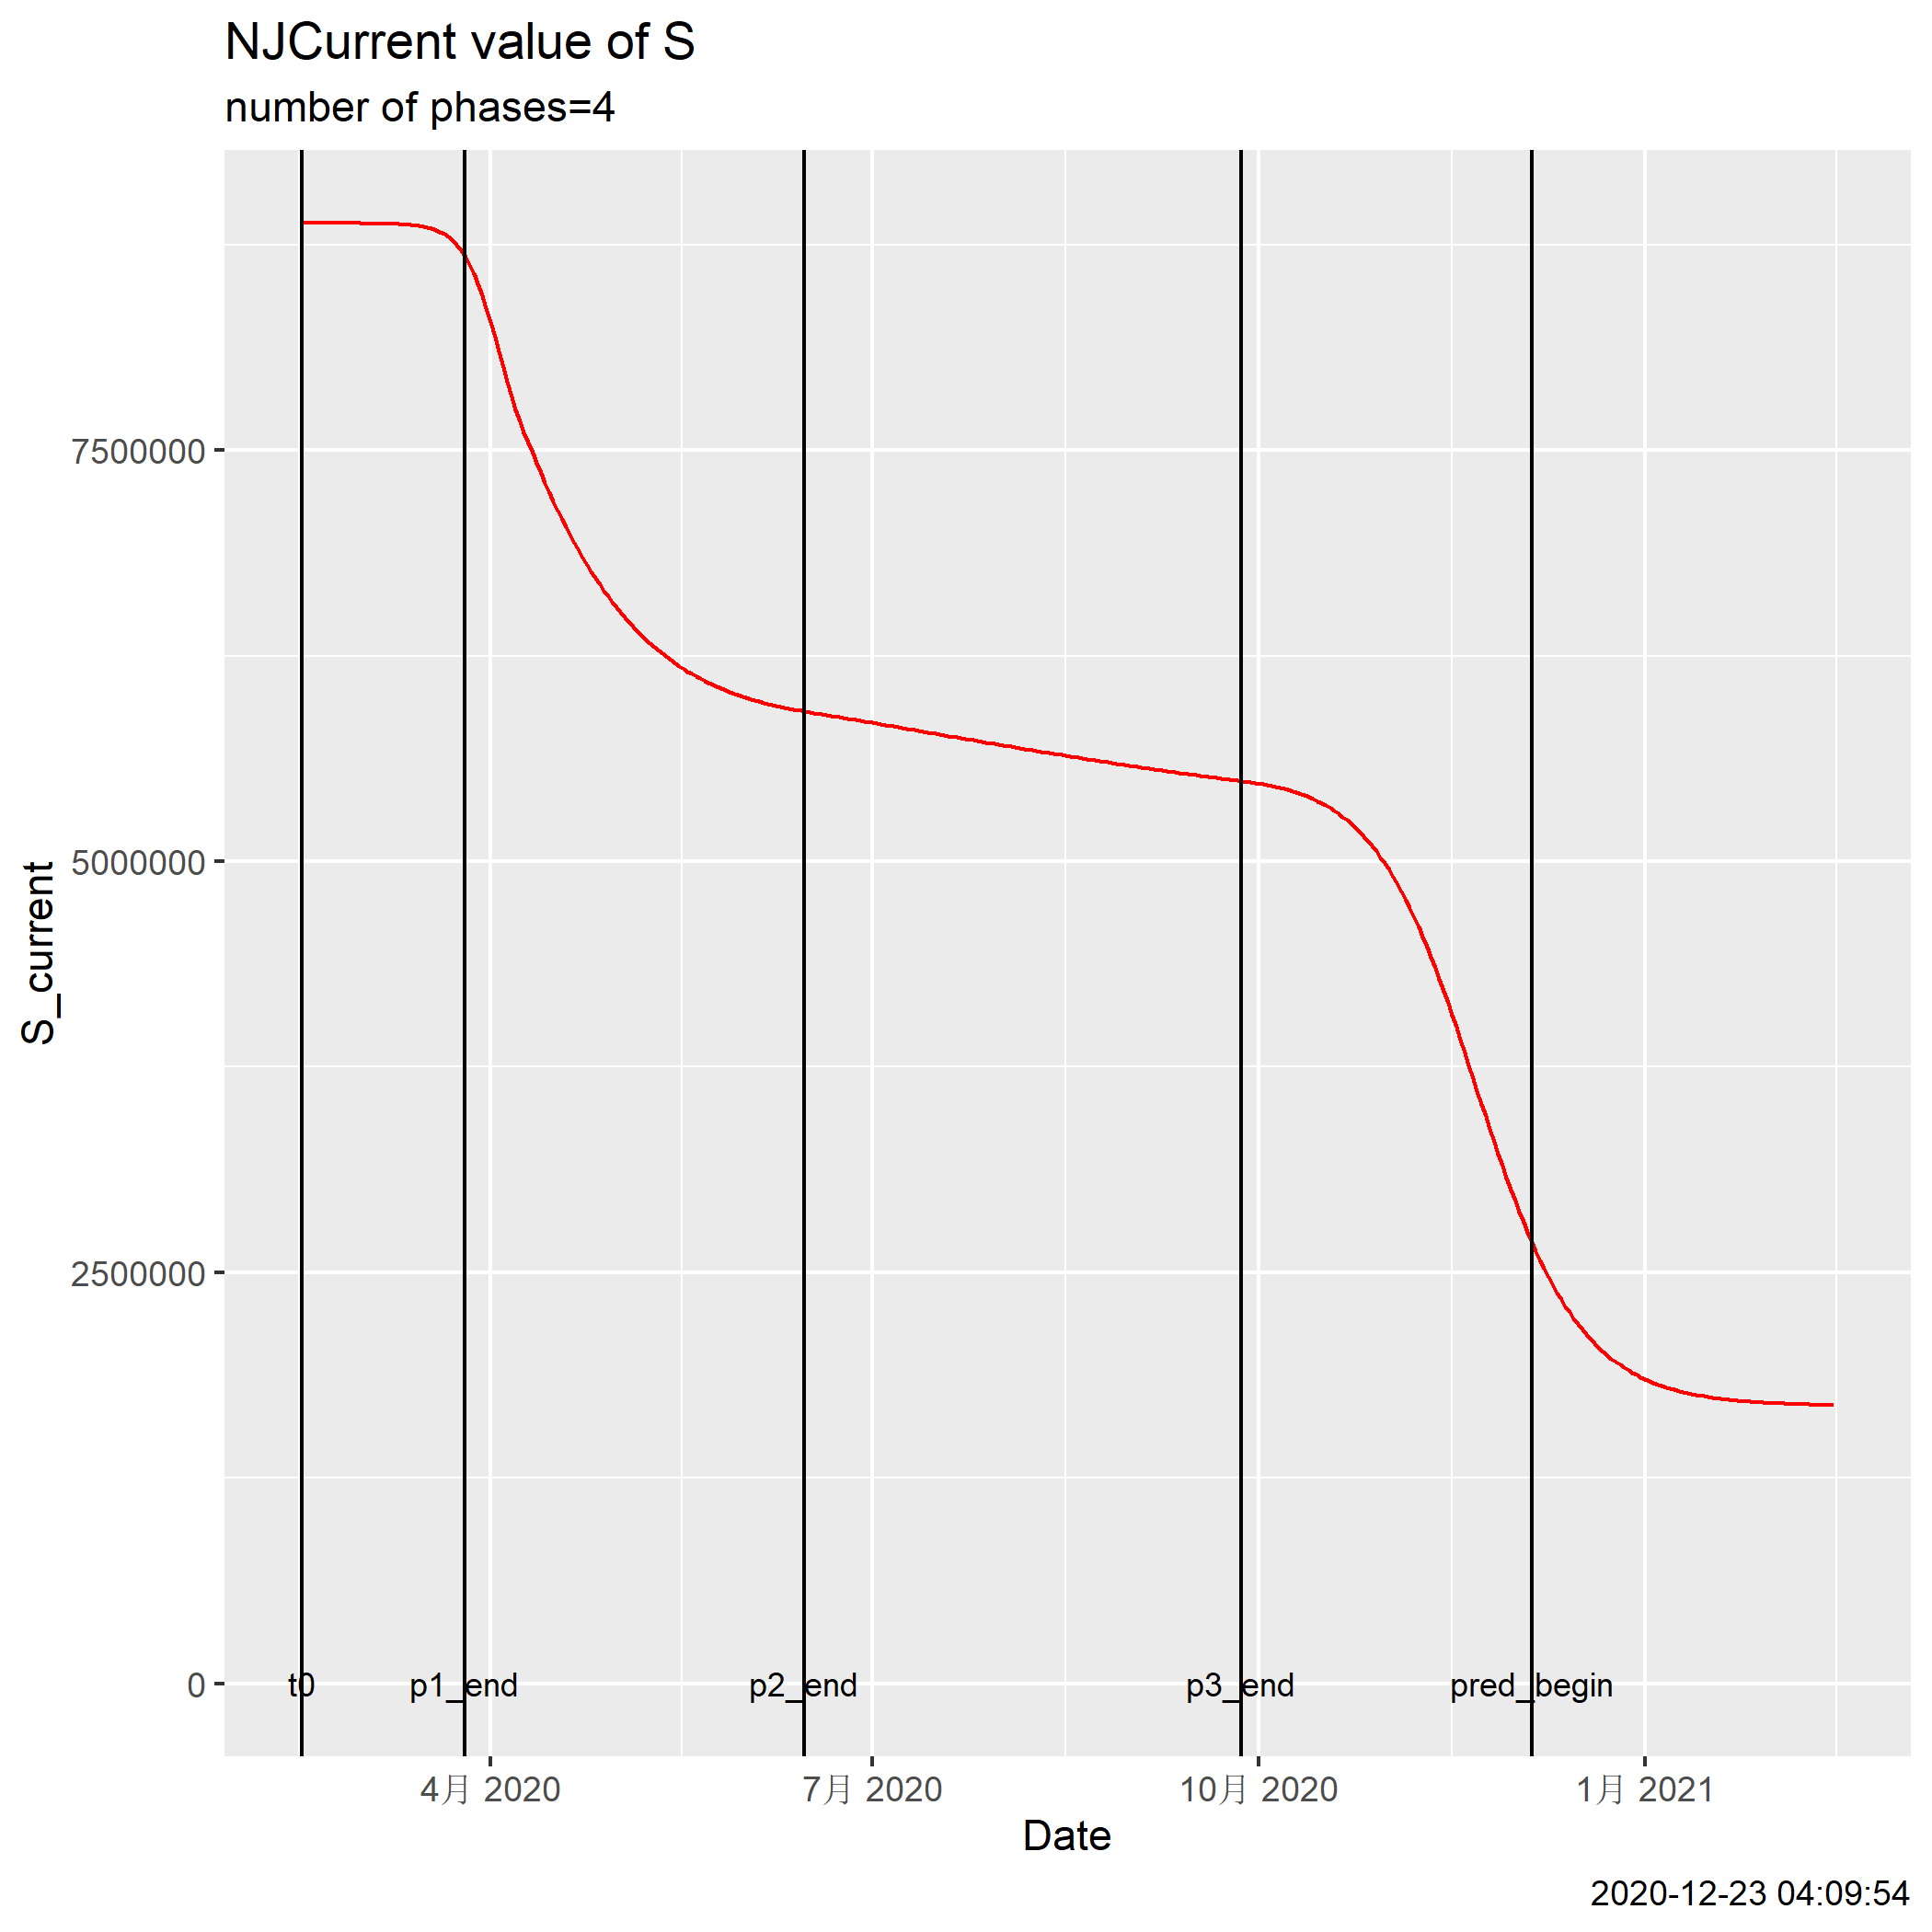 NJCurrent value of S
number of phases=4
S_current
7500000
5000000
2500000
0
t0 p1_end p2_end p3_end pred_begin
4月 2020 7月 2020 10月 2020 1月 2021
Date
2020-12-23 04:09:54